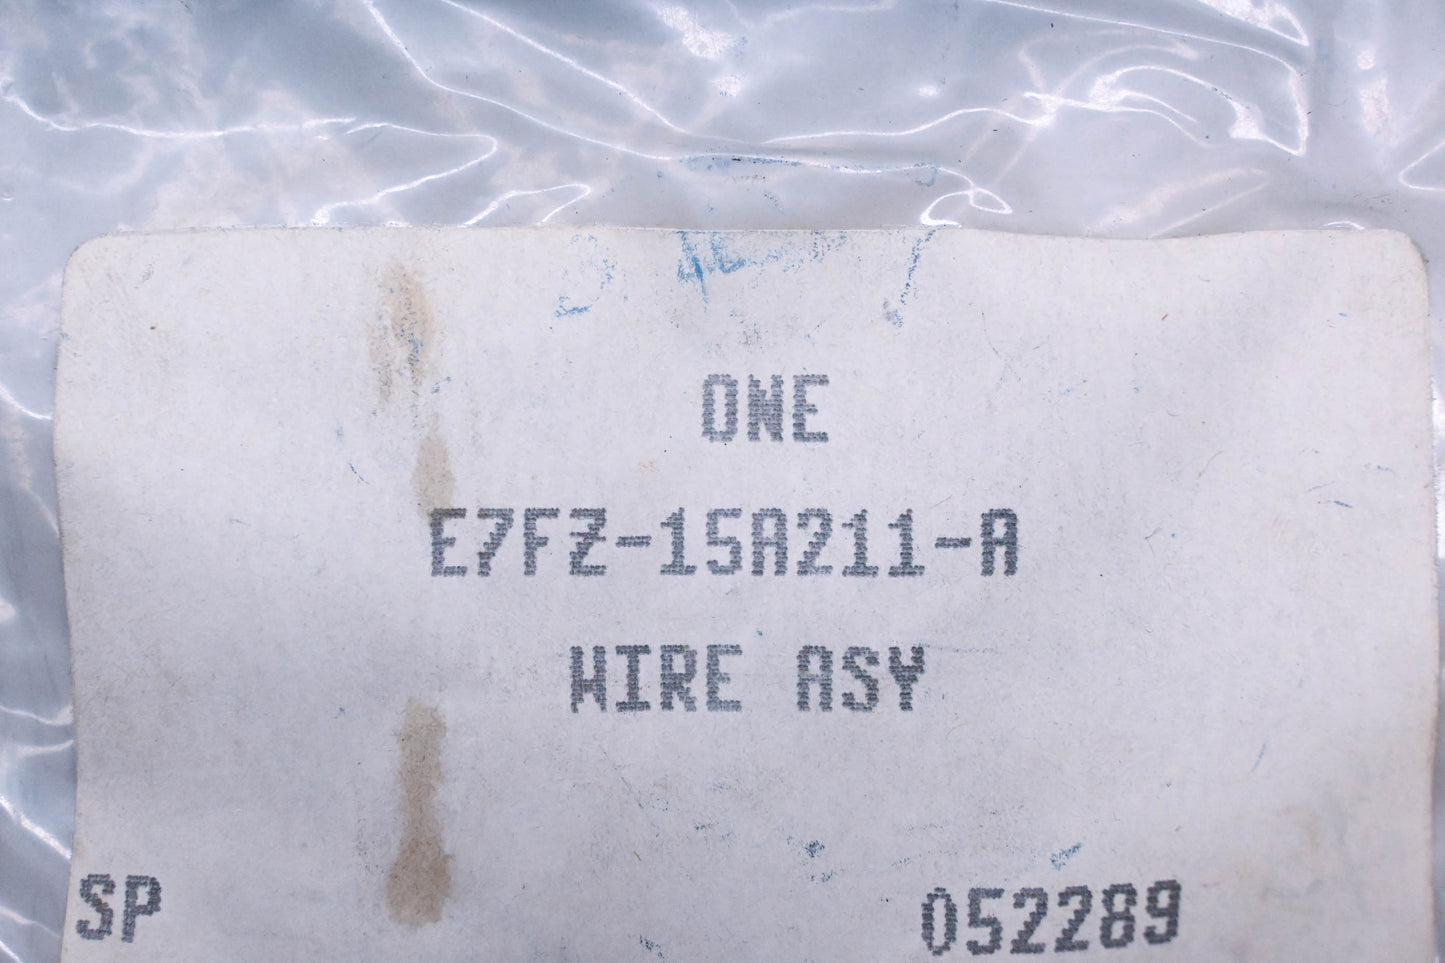 ONE
E7FZ-15A211-A
WIRE ASY
SP 052289